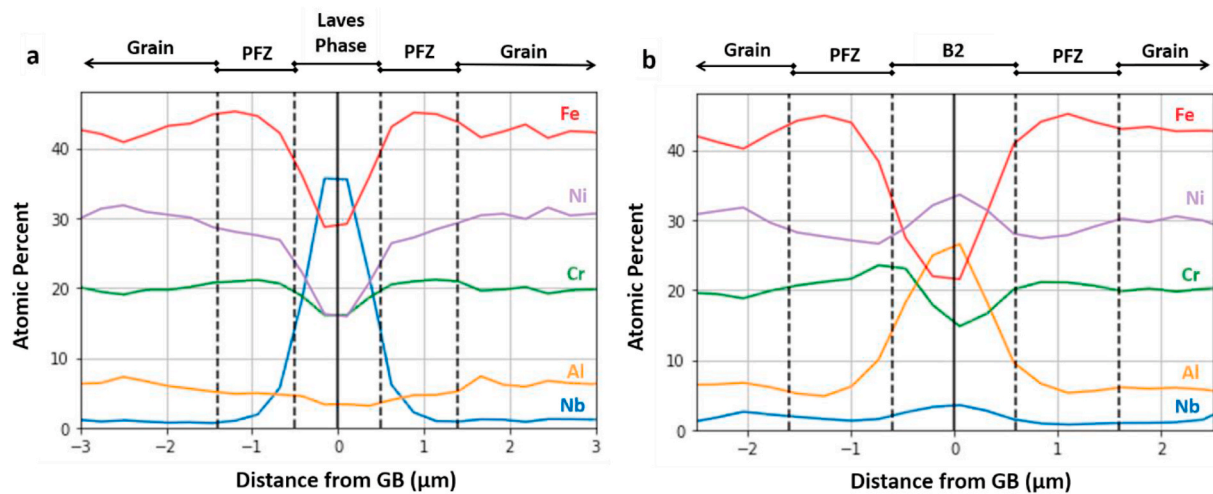 a
Grain
PFZ
Laves
Phase
PFZ
Grain
Atomic Percent
40
30
20
10
0
Fe
Ni
Cr
Al
Nb
−3
−2
−1
0
1
2
3
Distance from GB (μm)
b
Grain
PFZ
B2
PFZ
Grain
Atomic Percent
40
30
20
10
0
Fe
Ni
Cr
Al
Nb
−2
−1
0
1
2
Distance from GB (μm)